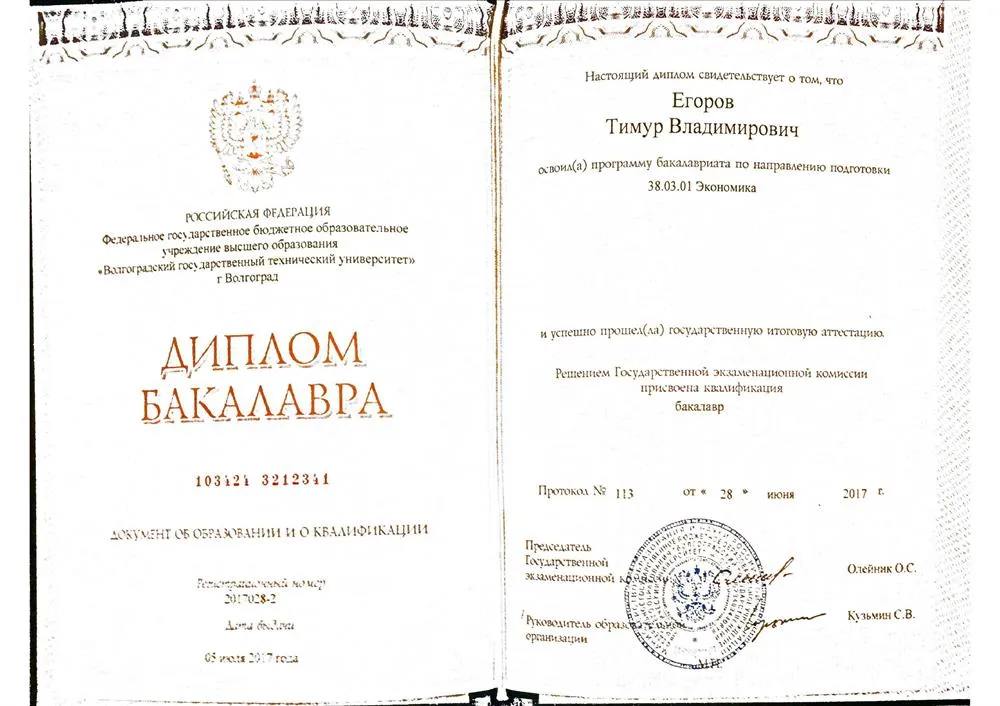 РОССИЙСКАЯ ФЕДЕРАЦИЯ
Федеральное государственное бюджетное образовательное
учреждение высшего образования
«Волгоградский государственный технический университет»
г Волгоград
ДИПЛОМ
БАКАЛАВРА
103424 3212341
ДОКУМЕНТ ОБ ОБРАЗОВАНИИ И О КВАЛИФИКАЦИИ
Регистрационный номер
2017028-2
Дата выдачи
05 июля 2017 года
Настоящий диплом свидетельствует о том, что
Егоров
Тимур Владимирович
освоил(а) программу бакалавриата по направлению подготовки
38.03.01 Экономика
и успешно прошел(ла) государственную итоговую аттестацию.
Решением Государственной экзаменационной комиссии
присвоена квалификация
бакалавр
Протокол № 113 от « 28 » июня 2017 г.
Председатель
Государственной
экзаменационной комиссии
Олейник О.С.
Руководитель образовательной
организации
Кузьмин С.В.
М.П.